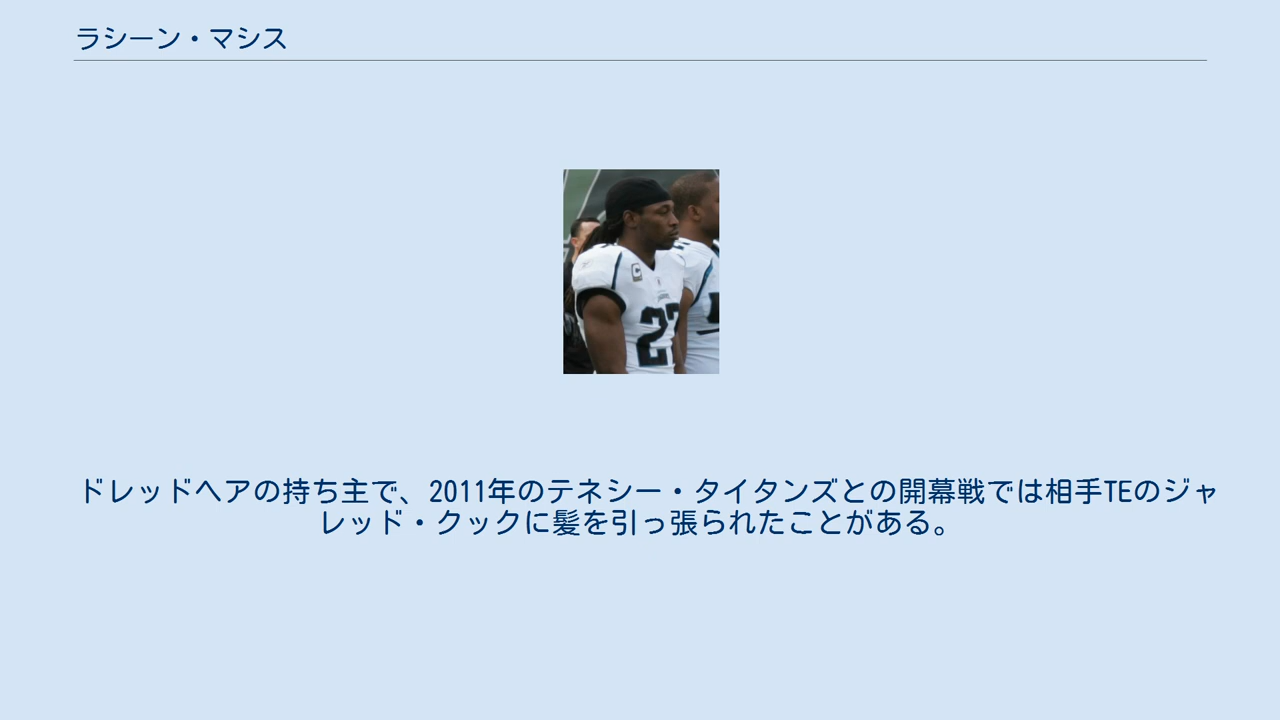 ラシーン・マシス
C
27
ドレッドヘアの持ち主で、2011年のテネシー・タイタンズとの開幕戦では相手TEのジャ
レッド・クックに髪を引っ張られたことがある。